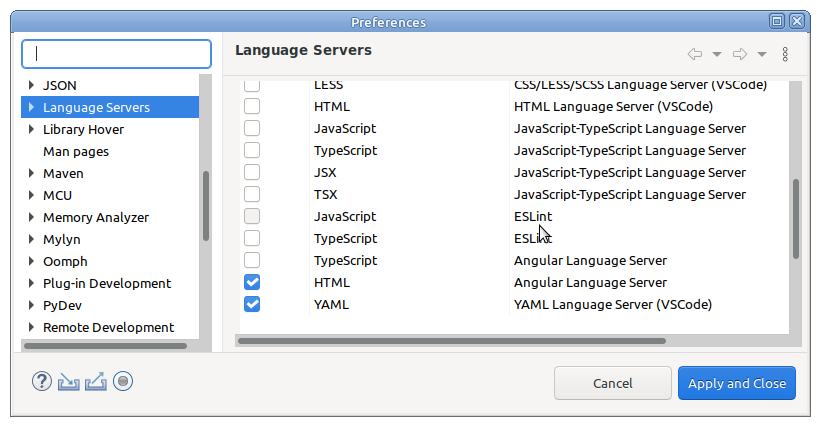 Preferences
Language Servers
JSON
Language Servers
Library Hover
Man pages
Maven
MCU
Memory Analyzer
Mylyn
Oomph
Plug-in Development
PyDev
Remote Development
LESS CSS/LESS/SCSS Language Server (VSCode)
HTML HTML Language Server (VSCode)
JavaScript JavaScript-TypeScript Language Server
TypeScript JavaScript-TypeScript Language Server
JSX JavaScript-TypeScript Language Server
TSX JavaScript-TypeScript Language Server
JavaScript ESLint
TypeScript ESLint
TypeScript Angular Language Server
HTML Angular Language Server
YAML YAML Language Server (VSCode)
Cancel Apply and Close